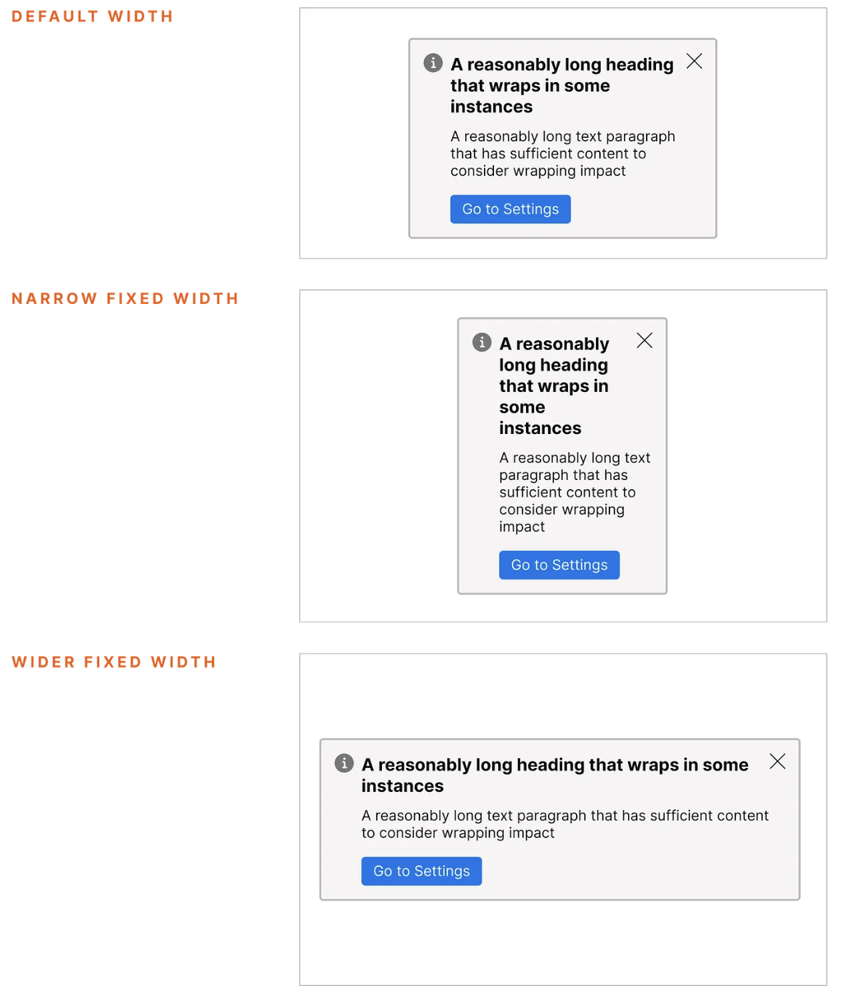 DEFAULT WIDTH
A reasonably long heading
that wraps in some
instances
A reasonably long text paragraph
that has sufficient content to
consider wrapping impact
Go to Settings
NARROW FIXED WIDTH
A reasonably
long heading
that wraps in
some
instances
A reasonably long text
paragraph that has
sufficient content to
consider wrapping
impact
Go to Settings
WIDER FIXED WIDTH
A reasonably long heading that wraps in some
instances
A reasonably long text paragraph that has sufficient content
to consider wrapping impact
Go to Settings